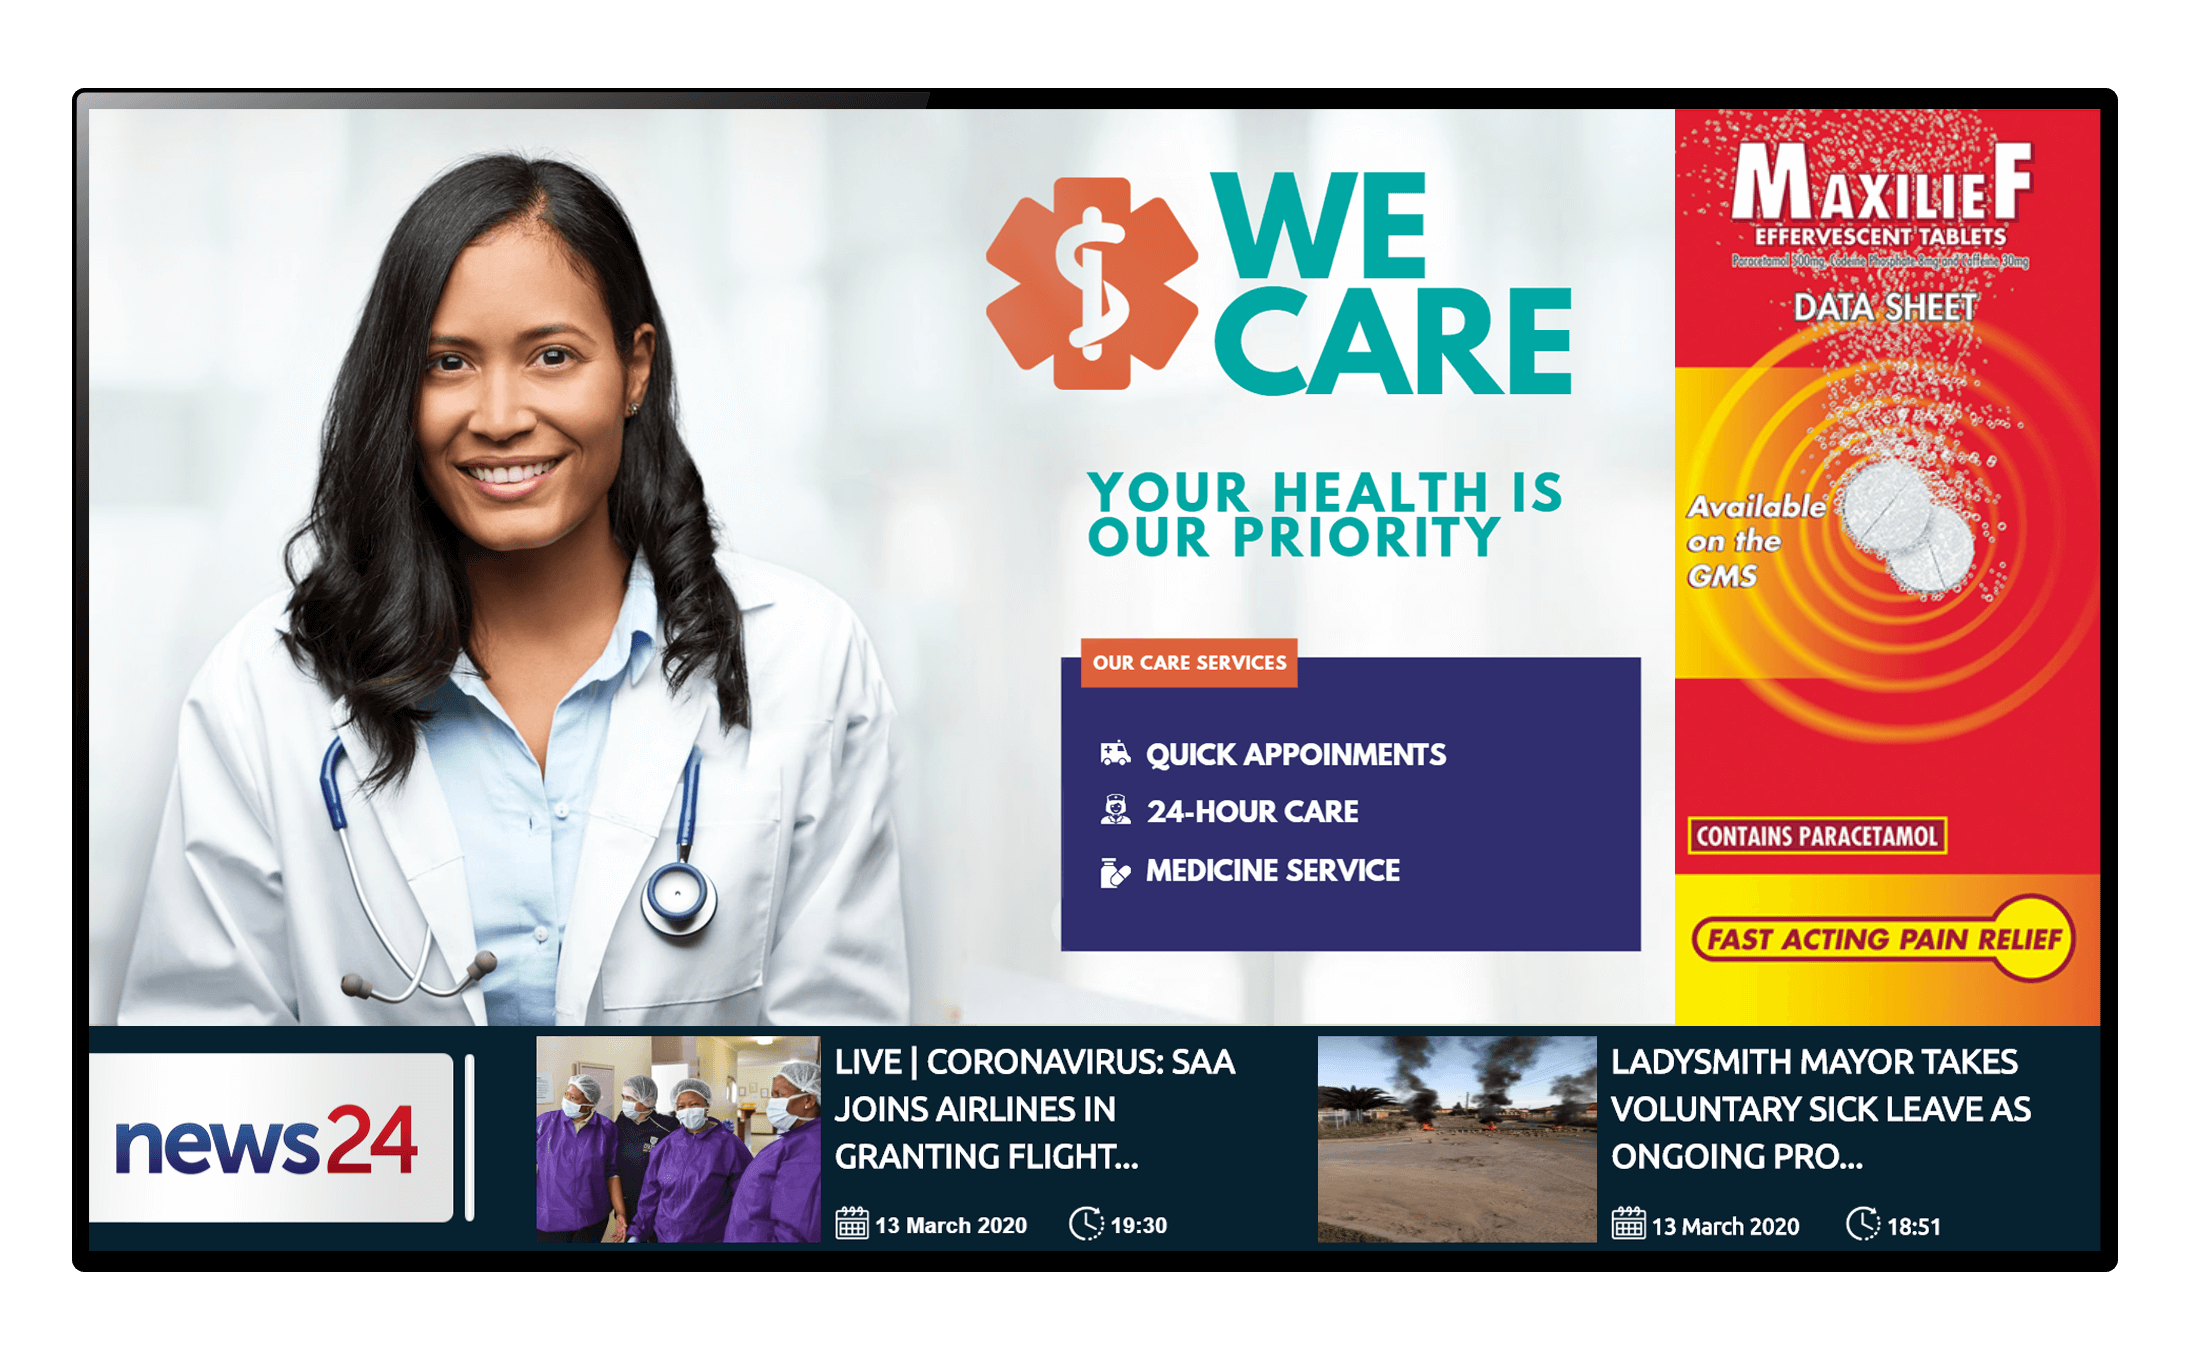 WE
CARE
YOUR HEALTH IS
OUR PRIORITY
OUR CARE SERVICES
QUICK APPOINMENTS
24-HOUR CARE
MEDICINE SERVICE
MAXILIEF
EFFERVESCENT TABLETS
Paracetamol 500mg, Codeine Phosphate 8mg and Caffeine 30mg
DATA SHEET
Available
on the
GMS
CONTAINS PARACETAMOL
FAST ACTING PAIN RELIEF
news24
LIVE | CORONAVIRUS: SAA
JOINS AIRLINES IN
GRANTING FLIGHT...
13 March 2020 19:30
LADYSMITH MAYOR TAKES
VOLUNTARY SICK LEAVE AS
ONGOING PRO...
13 March 2020 18:51